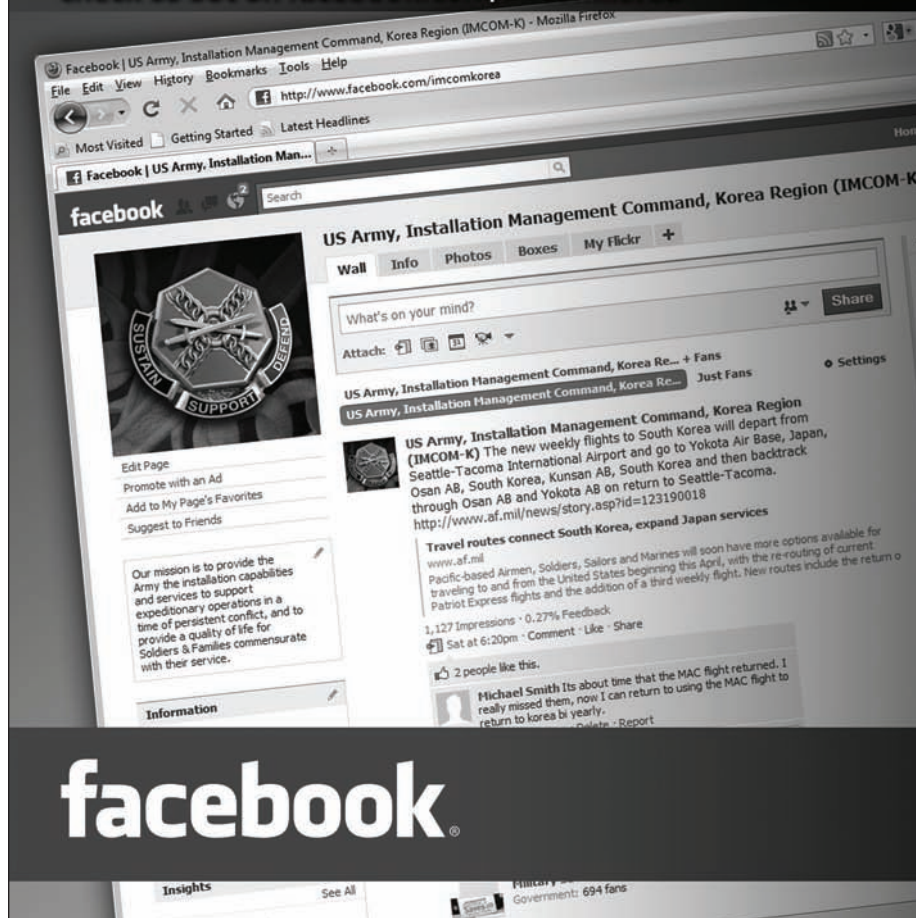 Facebook | US Army, Installation Management Command, Korea Region (IMCOM-K) - Mozilla Firefox
File Edit View History Bookmarks Tools Help
http://www.facebook.com/imcomkorea
Most Visited Getting Started Latest Headlines
Facebook | US Army, Installation Man...
facebook 2 Search
US Army, Installation Management Command, Korea Region (IMCOM-K
Wall Info Photos Boxes My Flickr +
What's on your mind?
Attach: 31 Share
US Army, Installation Management Command, Korea Re... + Fans
US Army, Installation Management Command, Korea Re... Just Fans Settings
SUSTAIN SUPPORT DEFEND
US Army, Installation Management Command, Korea Region
(IMCOM-K) The new weekly flights to South Korea will depart from
Seattle-Tacoma International Airport and go to Yokota Air Base, Japan,
Osan AB, South Korea, Kunsan AB, South Korea and then backtrack
through Osan AB and Yokota AB on return to Seattle-Tacoma.
http://www.af.mil/news/story.asp?id=123190018
Travel routes connect South Korea, expand Japan services
www.af.mil
Pacific-based Airmen, Soldiers, Sailors and Marines will soon have more options available for
traveling to and from the United States beginning this April, with the re-routing of current
Patriot Express flights and the addition of a third weekly flight. New routes include the return o
1,127 Impressions · 0.27% Feedback
Sat at 6:20pm · Comment · Like · Share
2 people like this.
Michael Smith Its about time that the MAC flight returned. I
really missed them, now I can return to using the MAC flight to
return to korea bi yearly.
Delete · Report
Edit Page
Promote with an Ad
Add to My Page's Favorites
Suggest to Friends
Our mission is to provide the
Army the installation capabilities
and services to support
expeditionary operations in a
time of persistent conflict, and to
provide a quality of life for
Soldiers & Families commensurate
with their service.
Information
facebook®
Insights
See All
Government: 694 fans